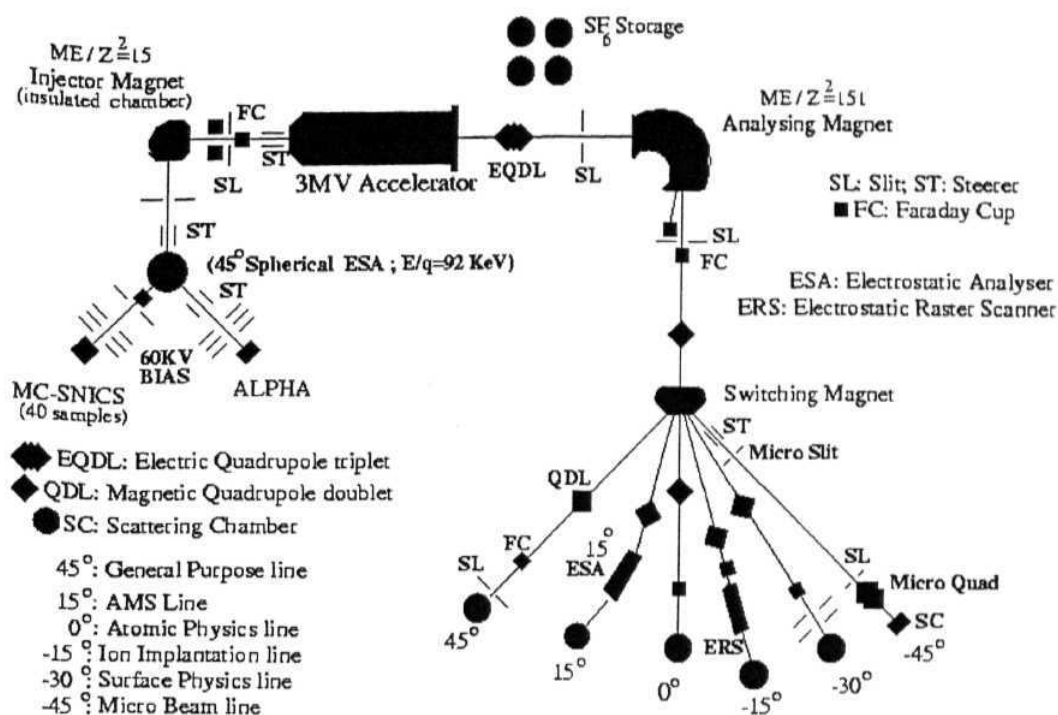 SF6 Storage
ME/Z²=15
Injector Magnet
(insulated chamber)
FC
ST
SL
3MV Accelerator
EQDL
SL
ME/Z²=151
Analysing Magnet
SL: Slit; ST: Steerer
■ FC: Faraday Cup
SL
FC
ESA: Electrostatic Analyser
ERS: Electrostatic Raster Scanner
ST
(45° Spherical ESA ; E/q=92 KeV)
ST
60KV
BIAS
MC-SNICS
(40 samples)
ALPHA
Switching Magnet
ST
Micro Slit
EQDL: Electric Quadrupole triplet
QDL: Magnetic Quadrupole doublet
SC: Scattering Chamber
45°: General Purpose line
15°: AMS Line
0°: Atomic Physics line
-15°: Ion Implantation line
-30°: Surface Physics line
-45°: Micro Beam line
QDL
FC
SL
45°
15°
ESA
15°
0°
ERS
-15°
-30°
SL
Micro Quad
SC
-45°